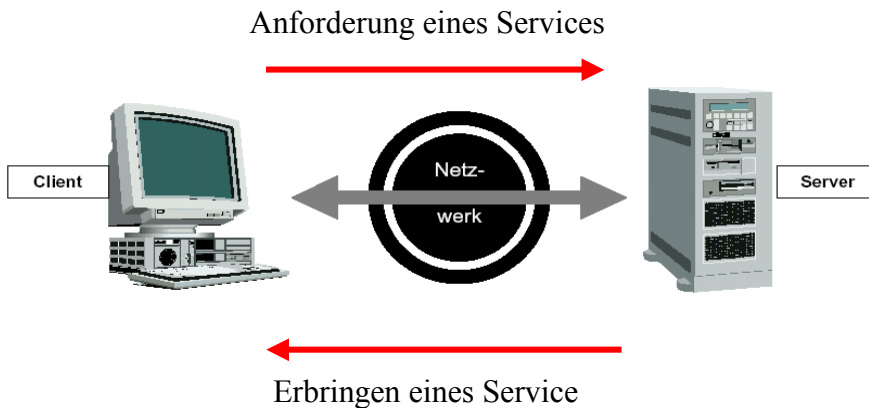 Anforderung eines Services
Client
Netz-
werk
Server
Erbringen eines Service